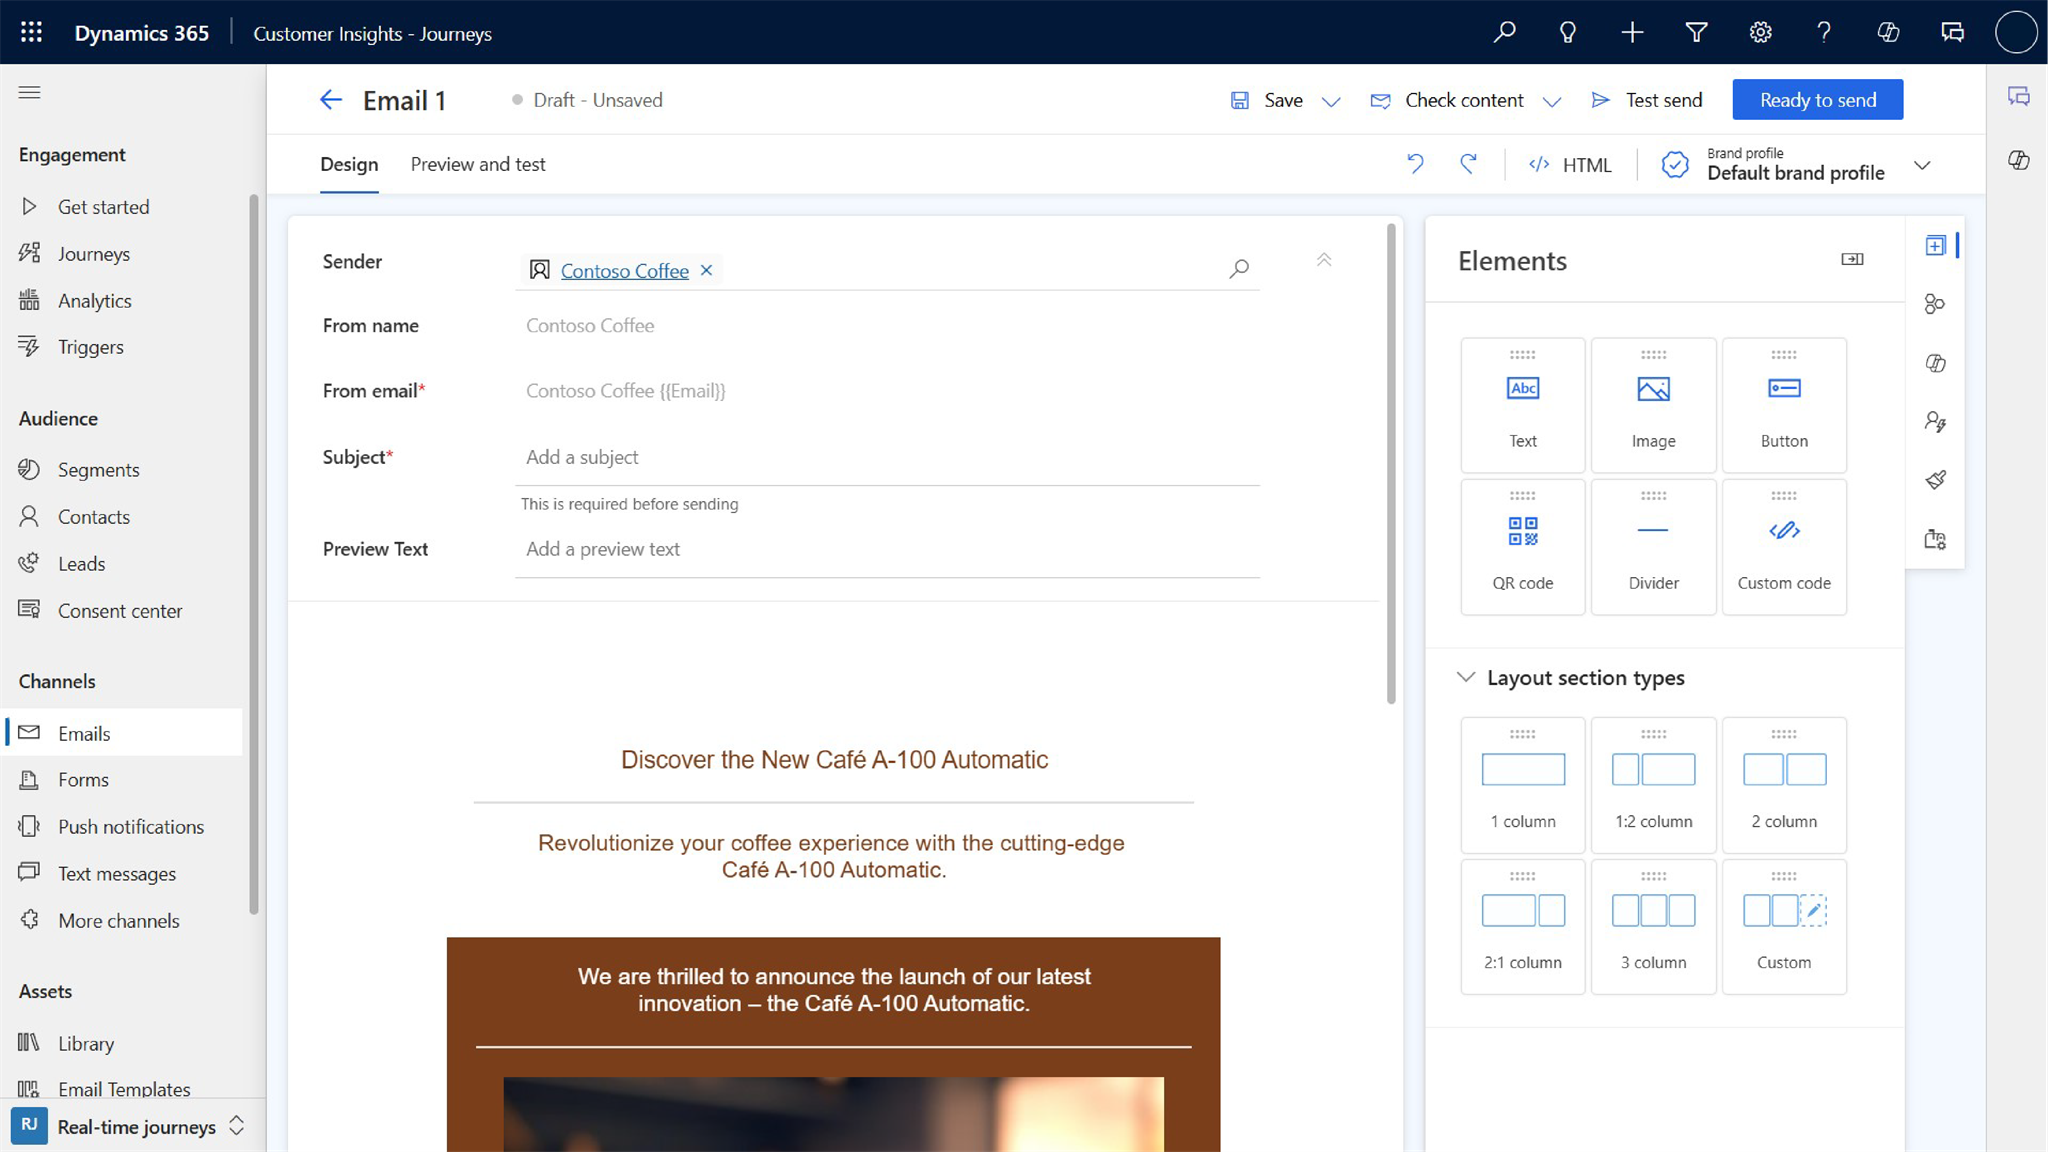 Dynamics 365 Customer Insights - Journeys
Email 1 Draft - Unsaved Save Check content Test send Ready to send
Design Preview and test HTML Brand profile
Default brand profile
Engagement
Get started
Journeys
Analytics
Triggers
Audience
Segments
Contacts
Leads
Consent center
Channels
Emails
Forms
Push notifications
Text messages
More channels
Assets
Library
Email Templates
RJ Real-time journeys
Sender Contoso Coffee
From name Contoso Coffee
From email* Contoso Coffee {{Email}}
Subject* Add a subject
This is required before sending
Preview Text Add a preview text
Discover the New Café A-100 Automatic
Revolutionize your coffee experience with the cutting-edge
Café A-100 Automatic.
We are thrilled to announce the launch of our latest
innovation – the Café A-100 Automatic.
Elements
Abc
Text Image Button
QR code Divider Custom code
Layout section types
1 column 1:2 column 2 column
2:1 column 3 column Custom